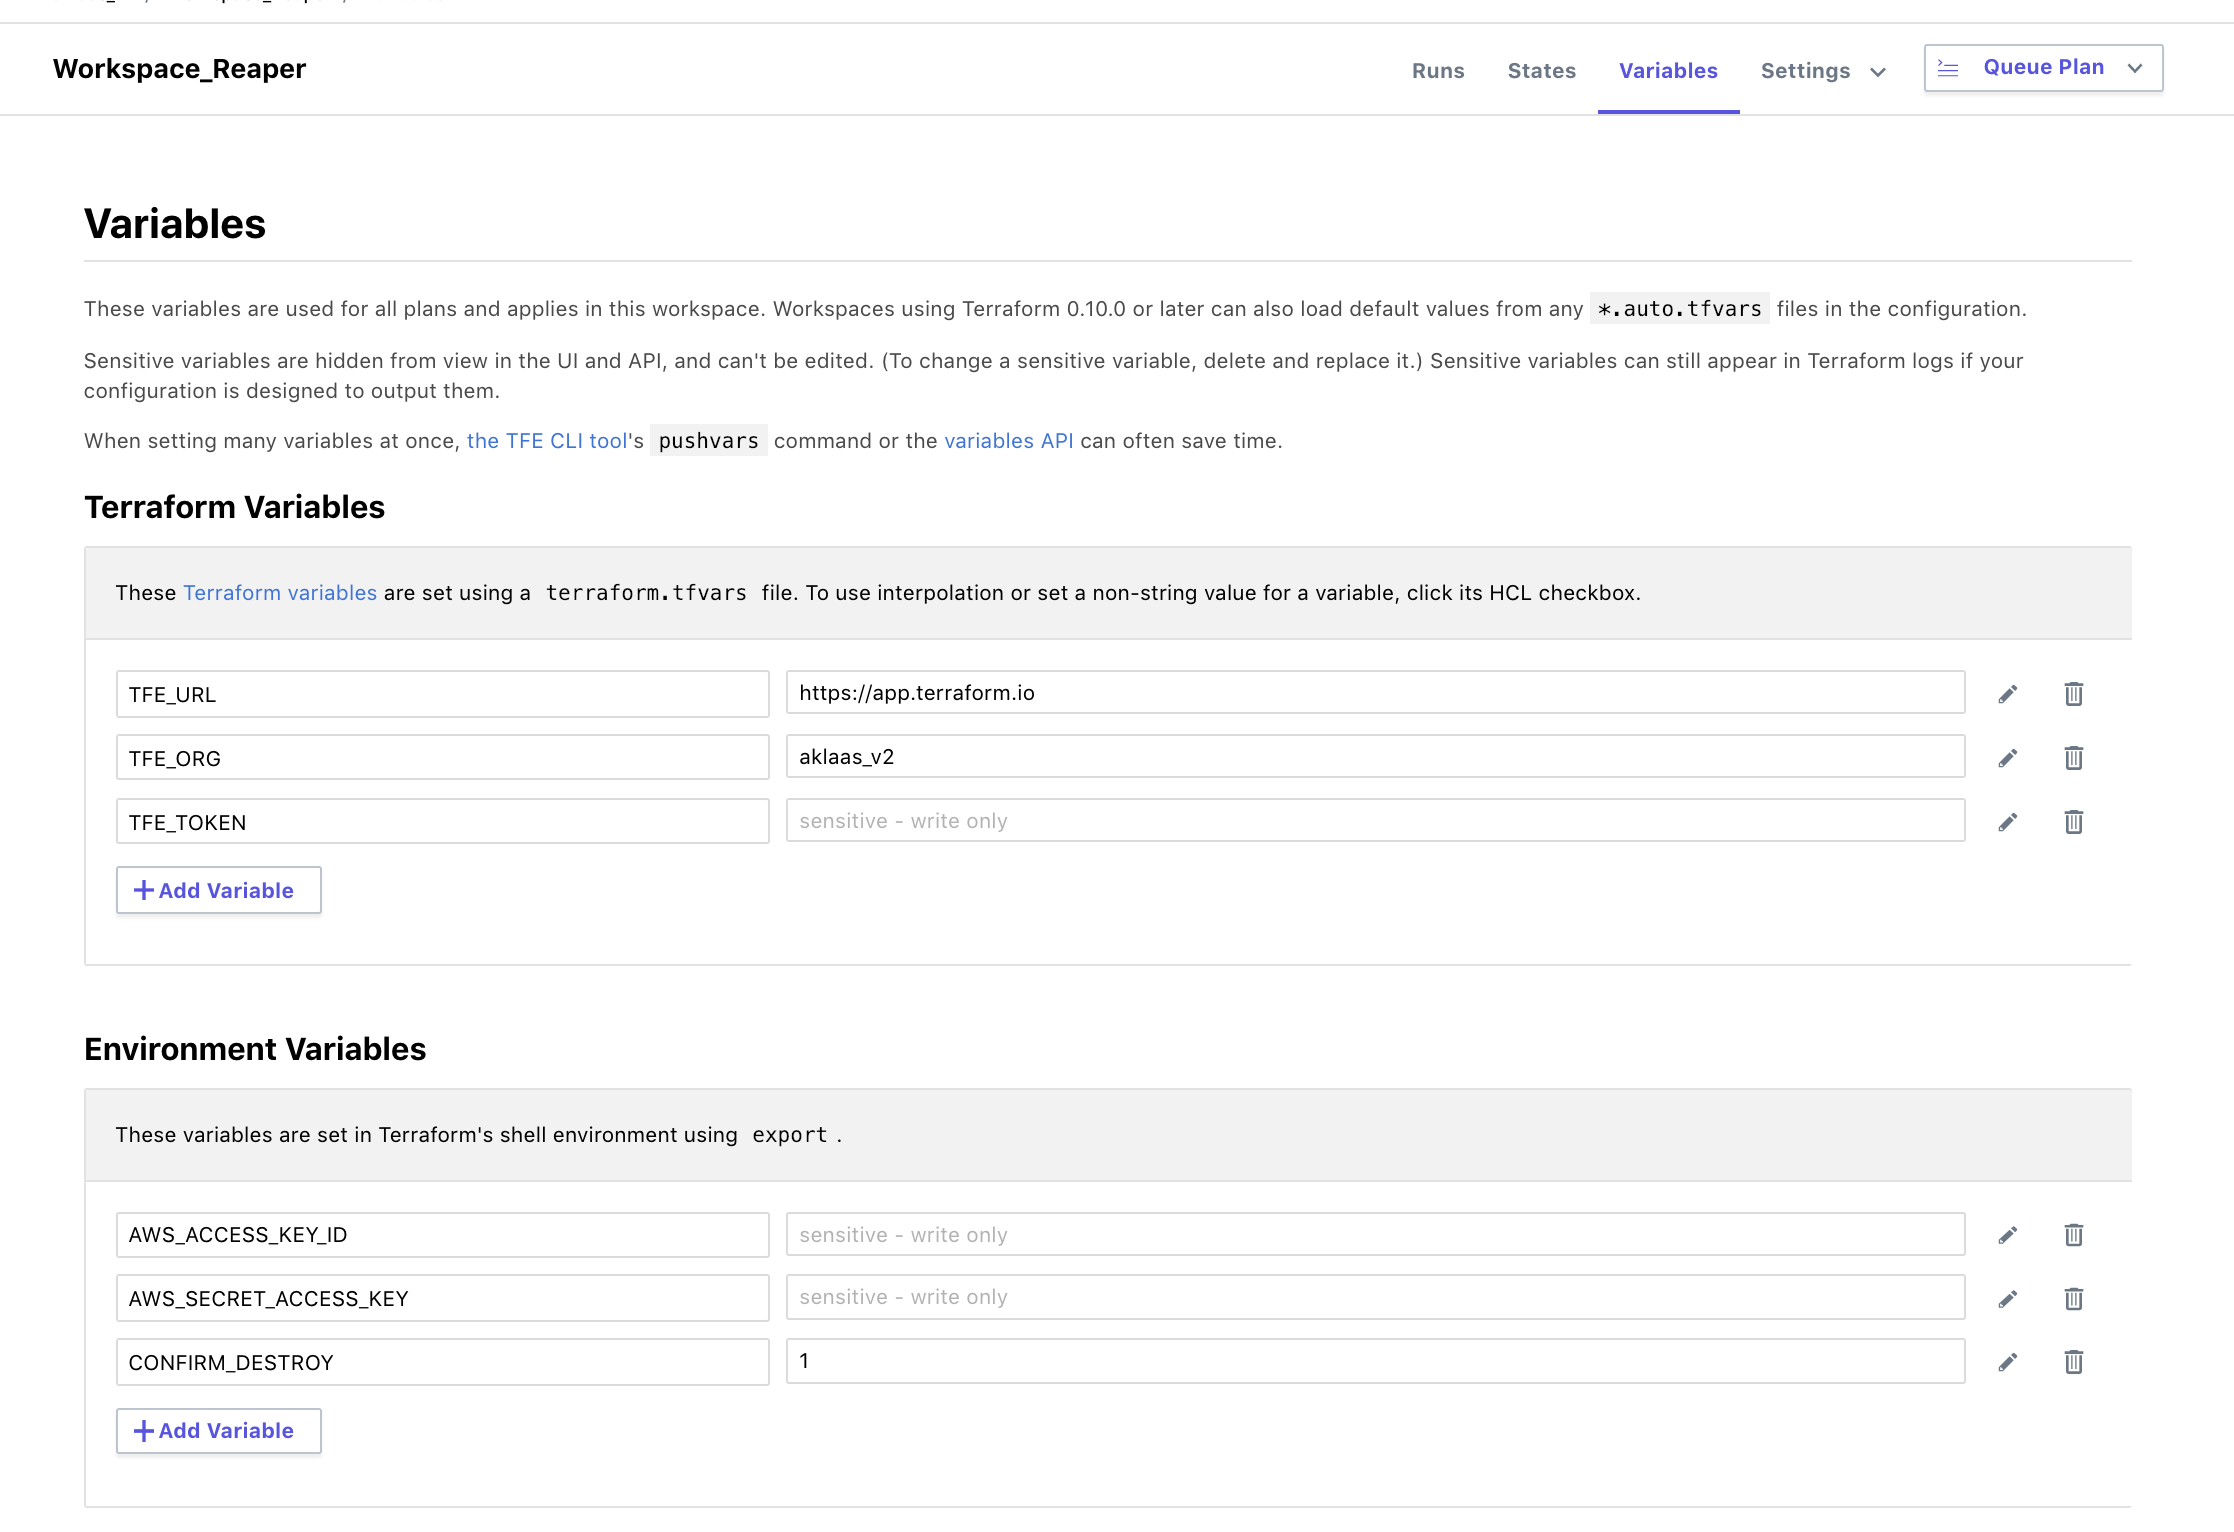 Workspace_Reaper
Runs
States
Variables
Settings
Queue Plan
Variables
These variables are used for all plans and applies in this workspace. Workspaces using Terraform 0.10.0 or later can also load default values from any *.auto.tfvars files in the configuration.
Sensitive variables are hidden from view in the UI and API, and can't be edited. (To change a sensitive variable, delete and replace it.) Sensitive variables can still appear in Terraform logs if your
configuration is designed to output them.
When setting many variables at once, the TFE CLI tool's pushvars command or the variables API can often save time.
Terraform Variables
These Terraform variables are set using a terraform.tfvars file. To use interpolation or set a non-string value for a variable, click its HCL checkbox.
TFE_URL
https://app.terraform.io
TFE_ORG
aklaas_v2
TFE_TOKEN
sensitive - write only
Add Variable
Environment Variables
These variables are set in Terraform's shell environment using export .
AWS_ACCESS_KEY_ID
sensitive - write only
AWS_SECRET_ACCESS_KEY
sensitive - write only
CONFIRM_DESTROY
1
Add Variable